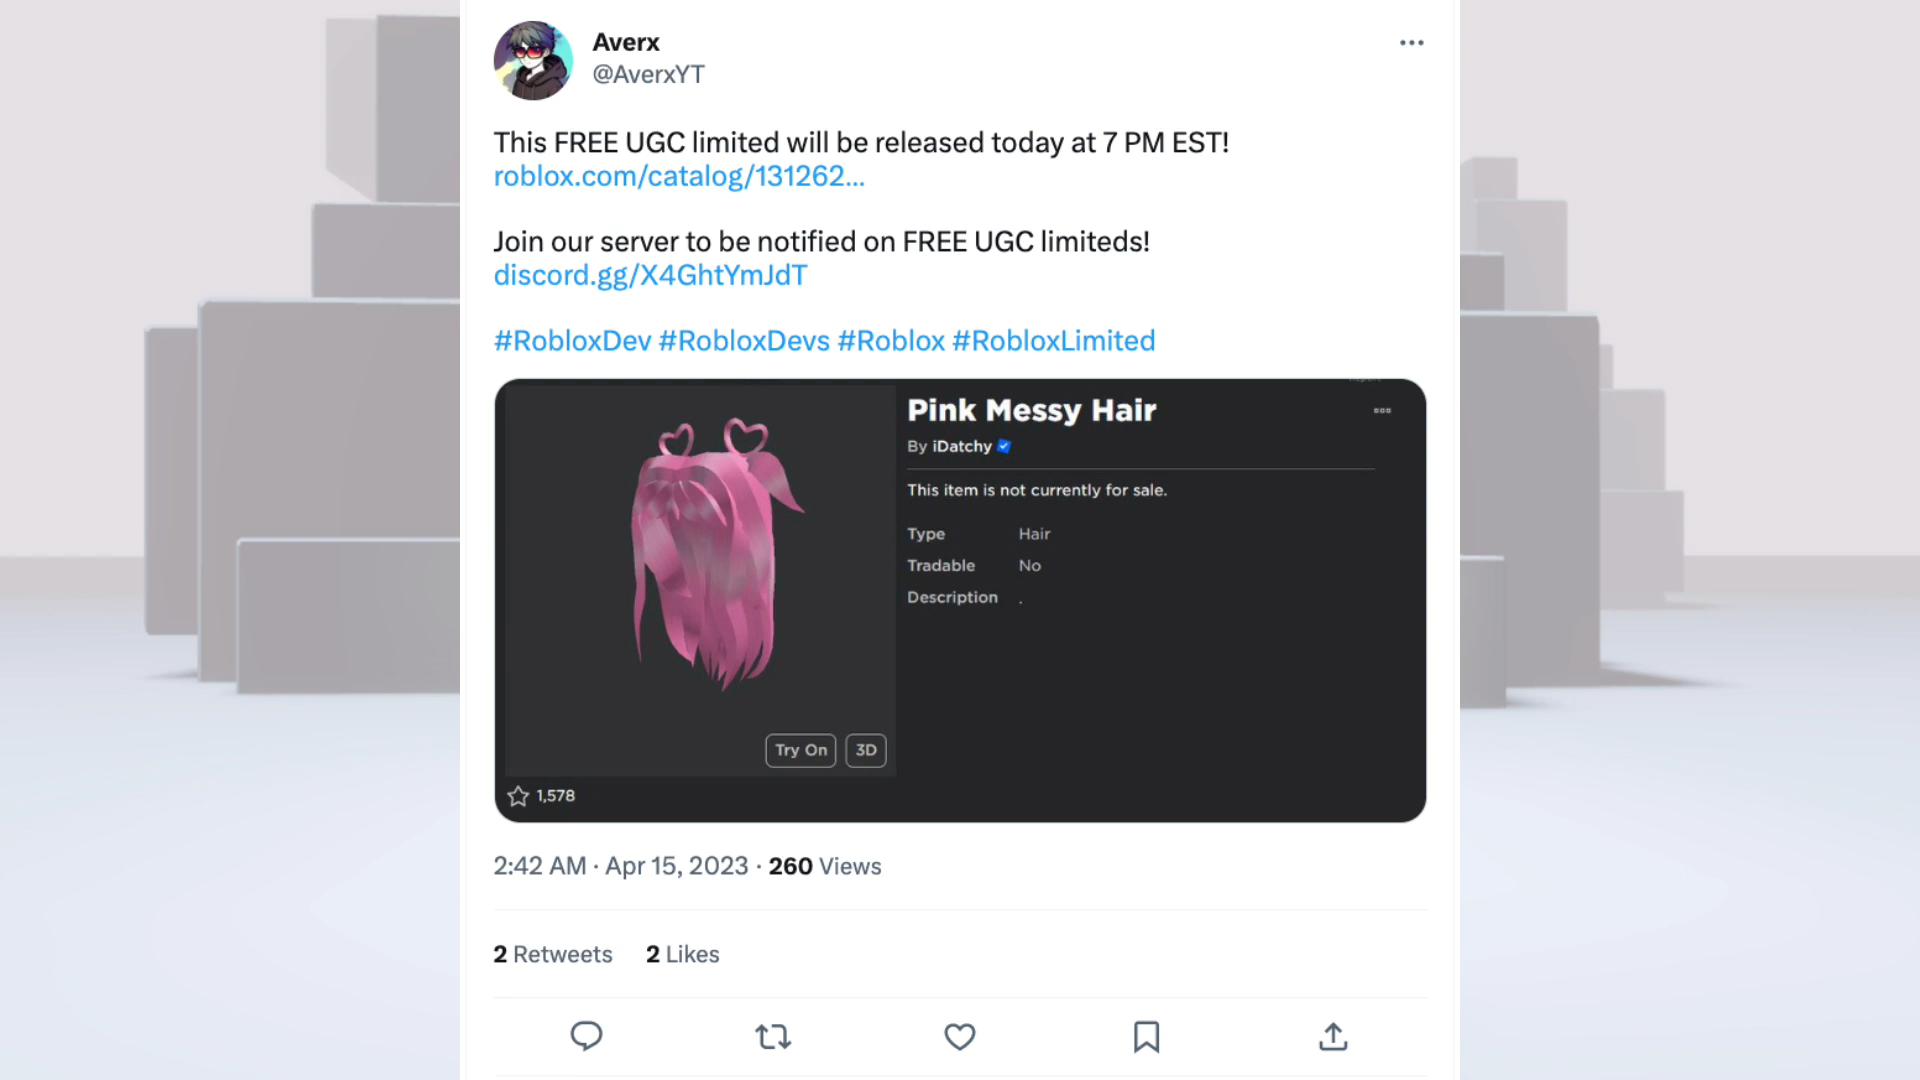 Averx
@AverxYT
This FREE UGC limited will be released today at 7 PM EST!
roblox.com/catalog/131262...
Join our server to be notified on FREE UGC limiteds!
discord.gg/X4GhtYmJdT
#RobloxDev #RobloxDevs #Roblox #RobloxLimited
Pink Messy Hair
By iDatchy
This item is not currently for sale.
Type Hair
Tradable No
Description .
Try On 3D
1,578
2:42 AM · Apr 15, 2023 · 260 Views
2 Retweets 2 Likes